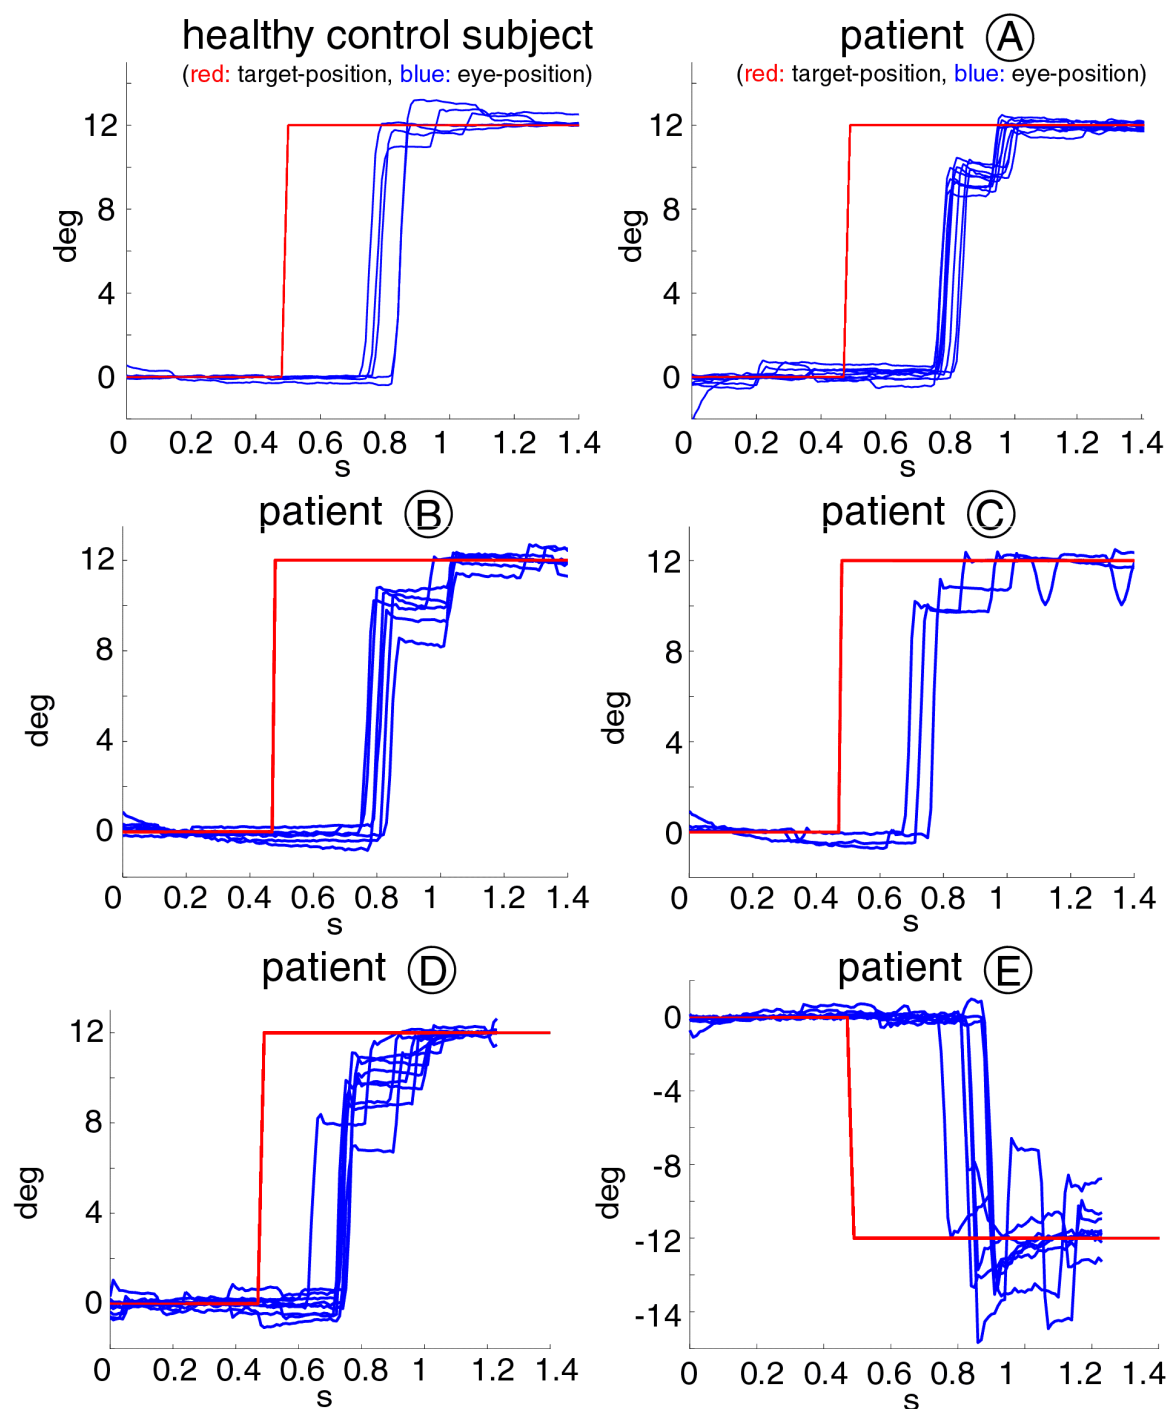 healthy control subject
(red: target-position, blue: eye-position)
12
8
4
0
deg
0 0.2 0.4 0.6 0.8 1 1.2 1.4
s
patient A
(red: target-position, blue: eye-position)
12
8
4
0
deg
0 0.2 0.4 0.6 0.8 1 1.2 1.4
s
patient B
12
8
4
0
deg
0 0.2 0.4 0.6 0.8 1 1.2 1.4
s
patient C
12
8
4
0
deg
0 0.2 0.4 0.6 0.8 1 1.2 1.4
s
patient D
12
8
4
0
deg
0 0.2 0.4 0.6 0.8 1 1.2 1.4
s
patient E
0
-4
-8
-12
-14
deg
0 0.2 0.4 0.6 0.8 1 1.2 1.4
s